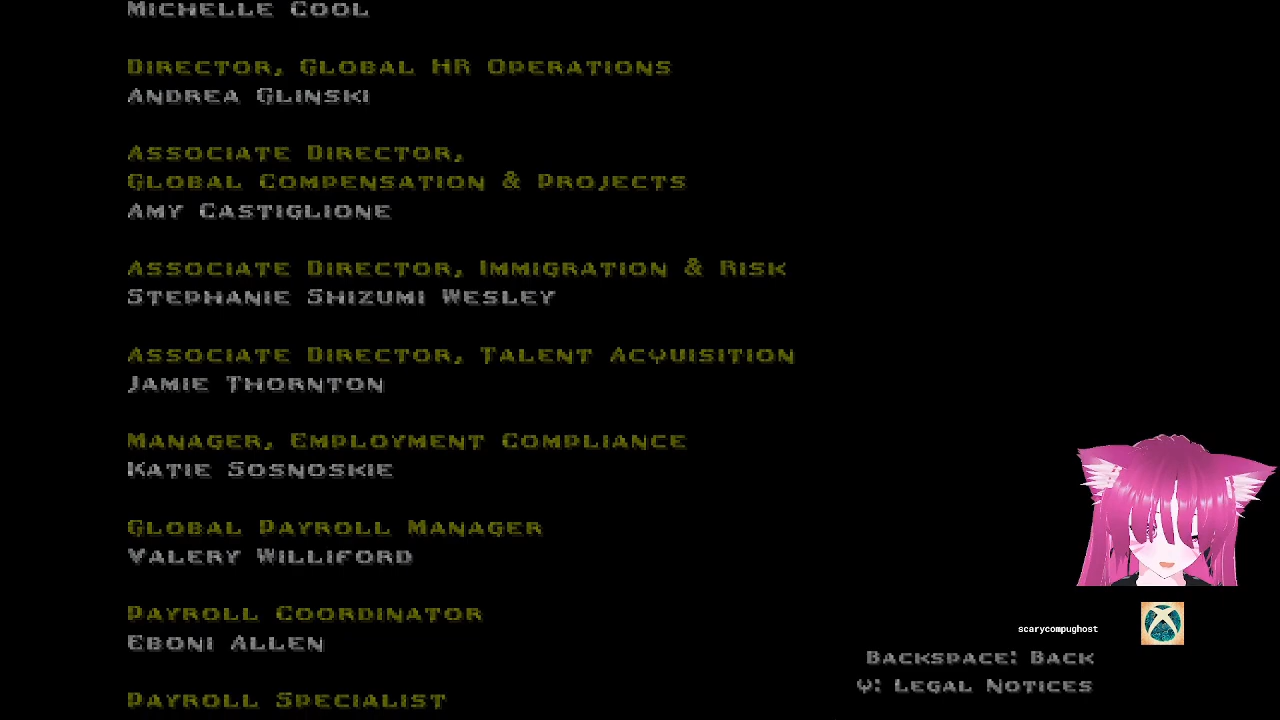 Michelle Cool
Director, Global HR Operations
Andrea Glinski
Associate Director,
Global Compensation & Projects
Amy Castiglione
Associate Director, Immigration & Risk
Stephanie Shizumi Wesley
Associate Director, Talent Acquisition
Jamie Thornton
Manager, Employment Compliance
Katie Sosnoskie
Global Payroll Manager
Valery Williford
Payroll Coordinator
Eboni Allen
Payroll Specialist
scarycompughost
Backspace: Back
Q: Legal Notices